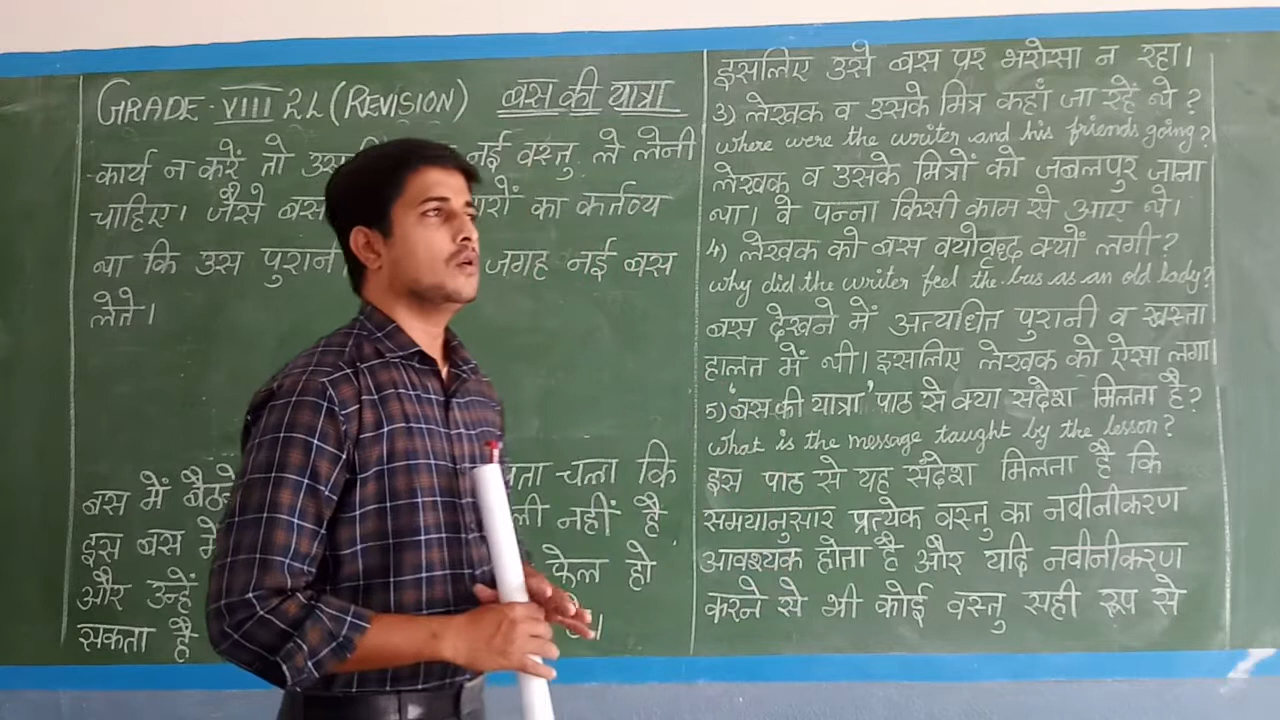 GRADE-VIII 2L (REVISION) बस की यात्रा
कार्य न करें तो नई वस्तु ले लेनी
चाहिए। जैसे बस का कर्तव्य
था कि उस जगह नई बस
लेते।
बस में चला कि
इस बस नहीं है
और उन्हें फेल हो
सकता है
इसलिए उसे बस पर भरोसा न रहा।
3) लेखक व उसके मित्र कहाँ जा रहें थे ?
where were the writer and his friends going?
लेखक व उसके मित्रों को जबलपुर जाना
था। वे पन्ना किसी काम से आए थे।
4) लेखक को बस वयोवृद्ध क्यों लगी ?
why did the writer feel the bus as an old lady?
बस देखने में अत्याधित पुरानी व खस्ता
हालत में थी। इसलिए लेखक को ऐसा लगा
5) 'बस की यात्रा' पाठ से क्या संदेश मिलता है?
what is the message taught by the lesson?
इस पाठ से यह संदेश मिलता है कि
समयानुसार प्रत्येक वस्तु का नवीनीकरण
आवश्यक होता है और यदि नवीनीकरण
करने से भी कोई वस्तु सही रूप से